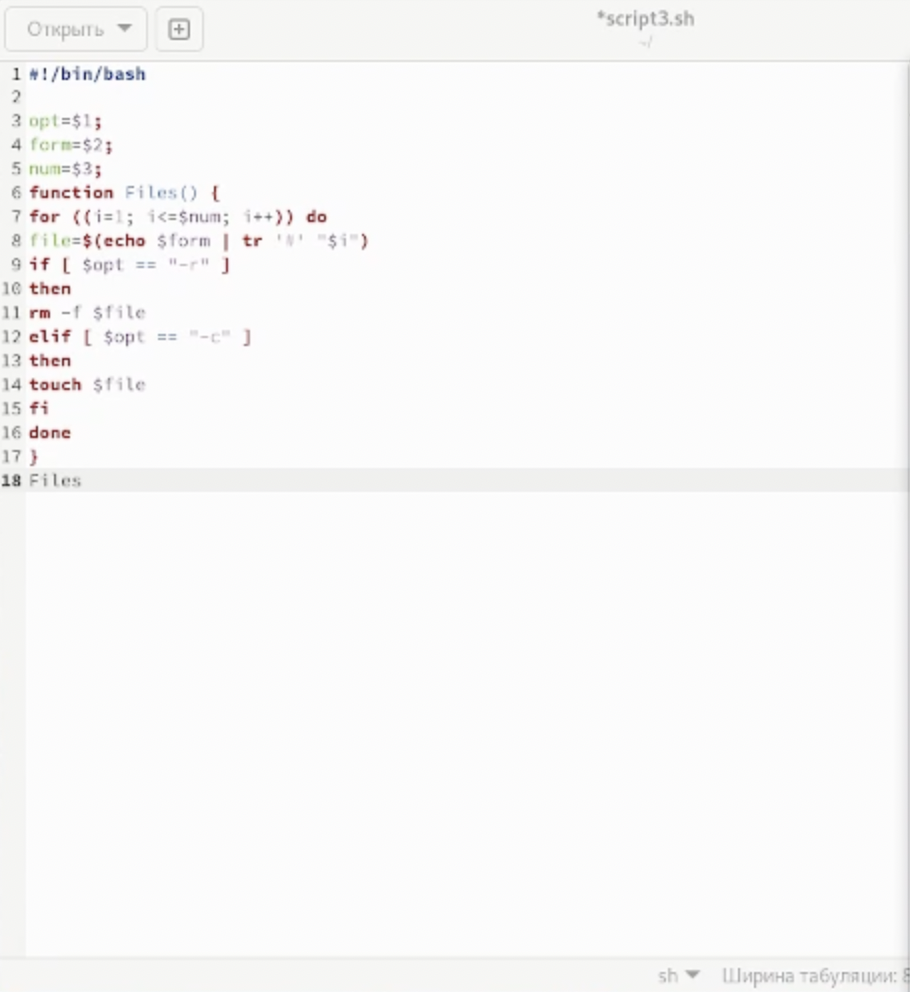 Открыть
*script3.sh
~/
1 #!/bin/bash
2
3 opt=$1;
4 form=$2;
5 num=$3;
6 function Files() {
7 for ((i=1; i<=$num; i++)) do
8 file=$(echo $form | tr '#' "$i")
9 if [ $opt == "-r" ]
10 then
11 rm -f $file
12 elif [ $opt == "-c" ]
13 then
14 touch $file
15 fi
16 done
17 }
18 Files
sh Ширина табуляции: 8